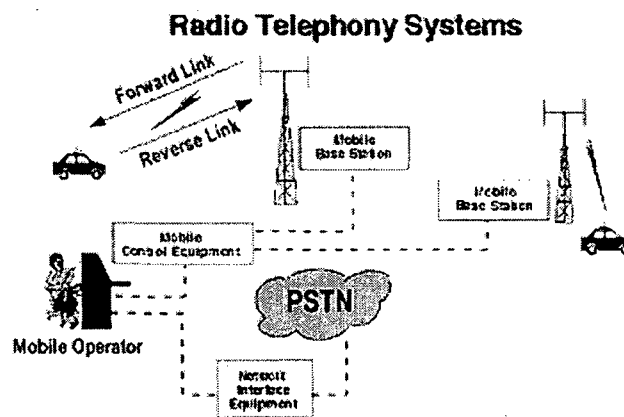 Radio Telephony Systems
Forward Link
Reverse Link
Mobile
Base Station
Mobile
Base Station
Mobile
Control Equipment
PSTN
Mobile Operator
Network
Interface
Equipment